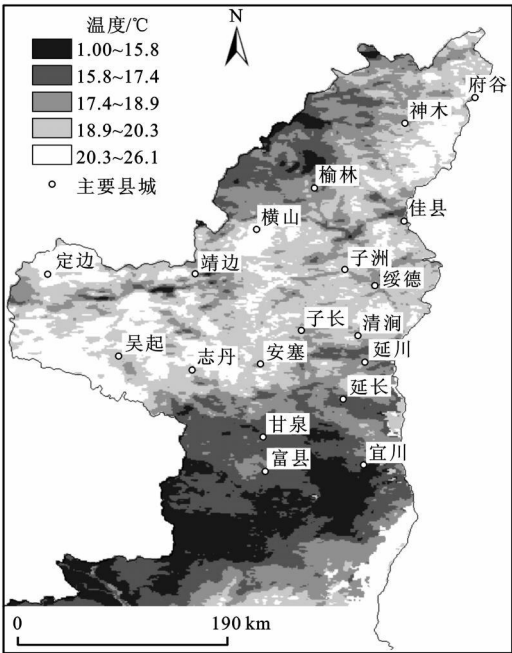 温度/℃
N
1.00~15.8
15.8~17.4
17.4~18.9
18.9~20.3
20.3~26.1
主要县城
府谷
神木
榆林
佳县
横山
定边
靖边
子洲
绥德
子长
清涧
吴起
志丹
安塞
延川
延长
甘泉
富县
宜川
0 190 km